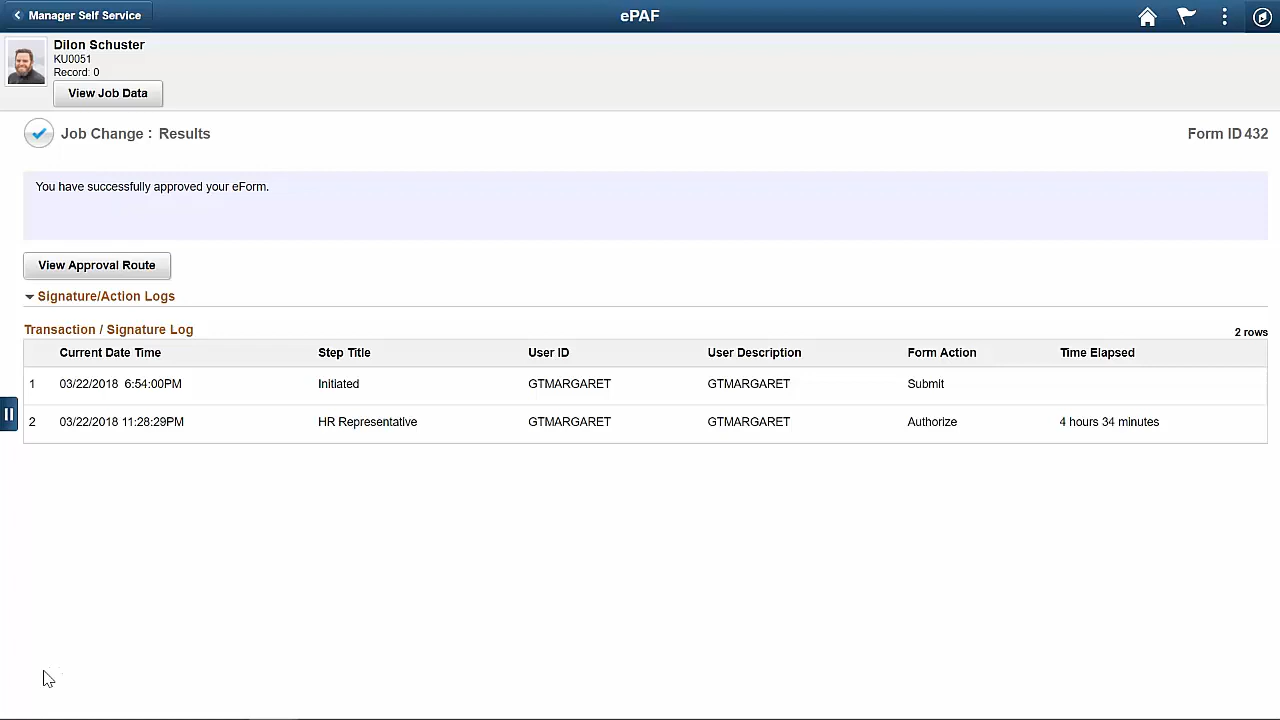 Manager Self Service
ePAF
Dilon Schuster
KU0051
Record: 0
View Job Data
Job Change : Results
Form ID 432
You have successfully approved your eForm.
View Approval Route
Signature/Action Logs
Transaction / Signature Log
2 rows
Current Date Time Step Title User ID User Description Form Action Time Elapsed
1 03/22/2018 6:54:00PM Initiated GTMARGARET GTMARGARET Submit
2 03/22/2018 11:28:29PM HR Representative GTMARGARET GTMARGARET Authorize 4 hours 34 minutes